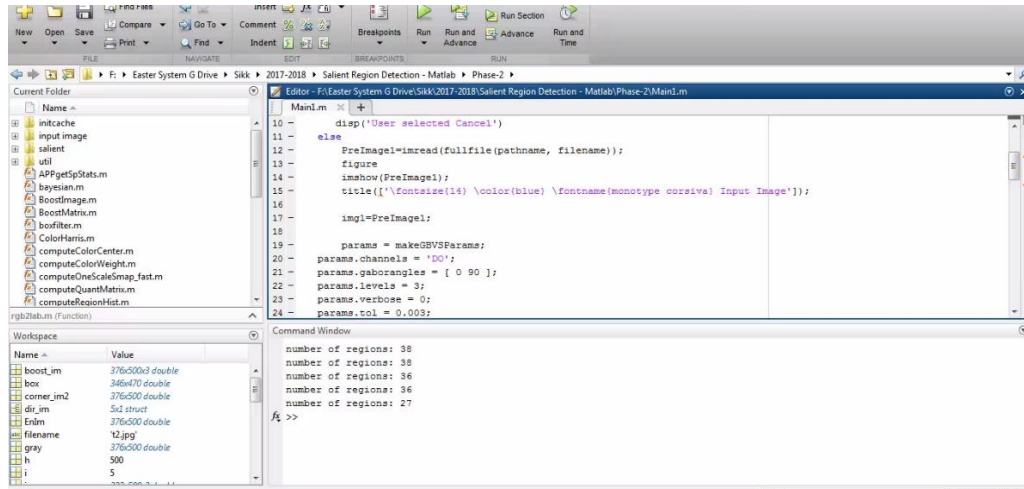 Find Files
Insert fx
New Open Save Compare Go To Comment Breakpoints Run Run and Advance Run Section Advance Run and Time
Print Find Indent
FILE NAVIGATE EDIT BREAKPOINTS RUN
F: Easter System G Drive Sikk 2017-2018 Salient Region Detection - Matlab Phase-2
Current Folder
Name
initcache
input image
salient
util
APPgetSpStats.m
bayesian.m
BoostImage.m
BoostMatrix.m
boxfilter.m
ColorHarris.m
computeColorCenter.m
computeColorWeight.m
computeOneScaleSmap_fast.m
computeQuantMatrix.m
computeRegionHist.m
rgb2lab.m (Function)
Workspace
Name Value
boost_im 376x500x3 double
box 346x470 double
corner_im2 376x500 double
dir_im 5x1 struct
EnIm 376x500 double
filename 't2.jpg'
gray 376x500 double
h 500
i 5
Editor - F:\Easter System G Drive\Sikk\2017-2018\Salient Region Detection - Matlab\Phase-2\Main1.m
Main1.m
10 - disp('User selected Cancel')
11 - else
12 - PreImage1=imread(fullfile(pathname, filename));
13 - figure
14 - imshow(PreImage1);
15 - title(['\fontsize{14} \color{blue} \fontname{monotype corsiva} Input Image']);
16
17 - img1=PreImage1;
18
19 - params = makeGBVSParams;
20 - params.channels = 'DO';
21 - params.gaborangles = [ 0 90 ];
22 - params.levels = 3;
23 - params.verbose = 0;
24 - params.tol = 0.003;
Command Window
number of regions: 38
number of regions: 38
number of regions: 36
number of regions: 36
number of regions: 27
fx >>